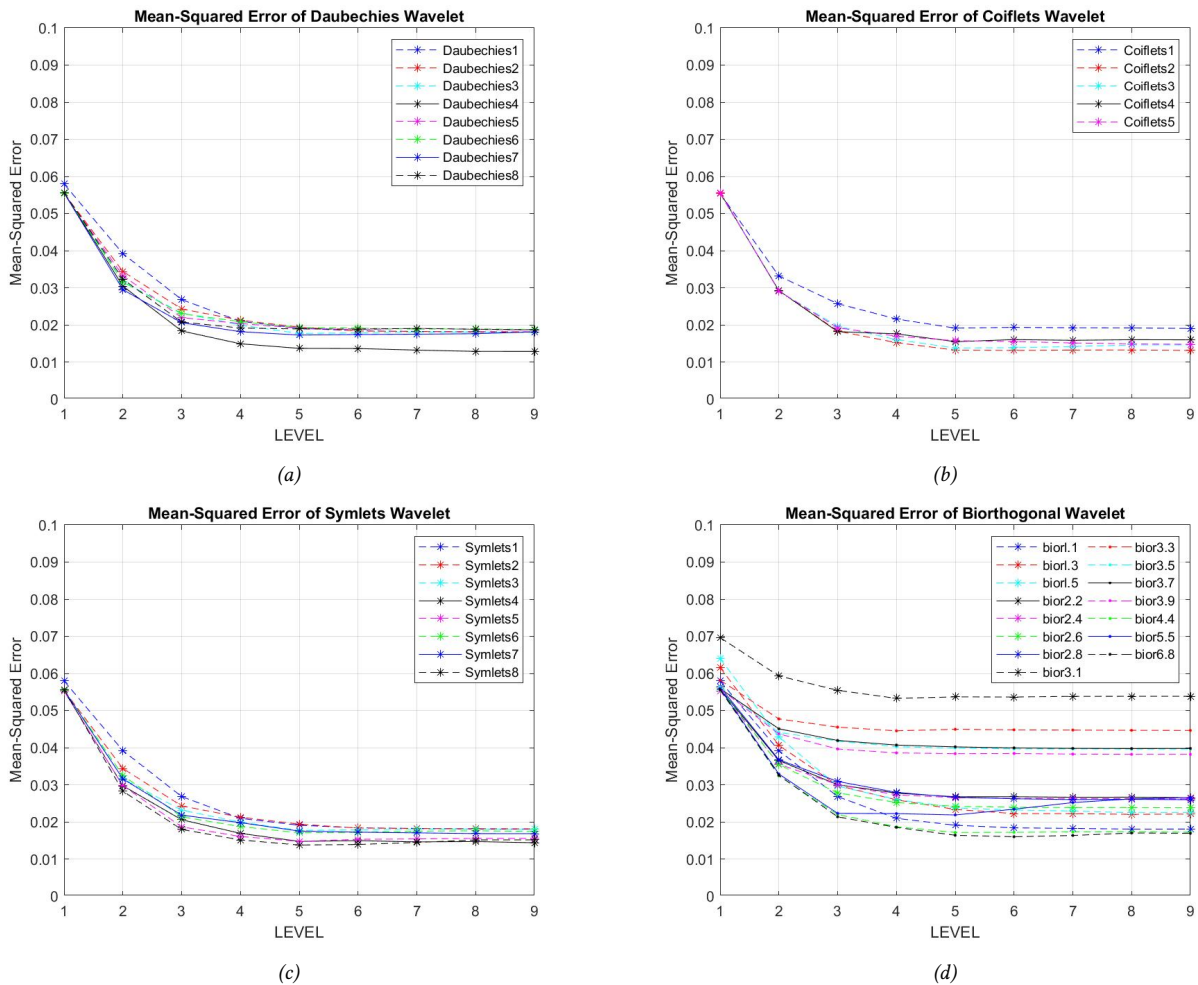 Mean-Squared Error of Daubechies Wavelet
0.1
0.09
0.08
0.07
0.06
0.05
0.04
0.03
0.02
0.01
0
Mean-Squared Error
Daubechies1
Daubechies2
Daubechies3
Daubechies4
Daubechies5
Daubechies6
Daubechies7
Daubechies8
1 2 3 4 5 6 7 8 9
LEVEL
(a)
Mean-Squared Error of Coiflets Wavelet
0.1
0.09
0.08
0.07
0.06
0.05
0.04
0.03
0.02
0.01
0
Mean-Squared Error
Coiflets1
Coiflets2
Coiflets3
Coiflets4
Coiflets5
1 2 3 4 5 6 7 8 9
LEVEL
(b)
Mean-Squared Error of Symlets Wavelet
0.1
0.09
0.08
0.07
0.06
0.05
0.04
0.03
0.02
0.01
0
Mean-Squared Error
Symlets1
Symlets2
Symlets3
Symlets4
Symlets5
Symlets6
Symlets7
Symlets8
1 2 3 4 5 6 7 8 9
LEVEL
(c)
Mean-Squared Error of Biorthogonal Wavelet
0.1
0.09
0.08
0.07
0.06
0.05
0.04
0.03
0.02
0.01
0
Mean-Squared Error
biorl.1
biorl.3
biorl.5
bior2.2
bior2.4
bior2.6
bior2.8
bior3.1
bior3.3
bior3.5
bior3.7
bior3.9
bior4.4
bior5.5
bior6.8
1 2 3 4 5 6 7 8 9
LEVEL
(d)